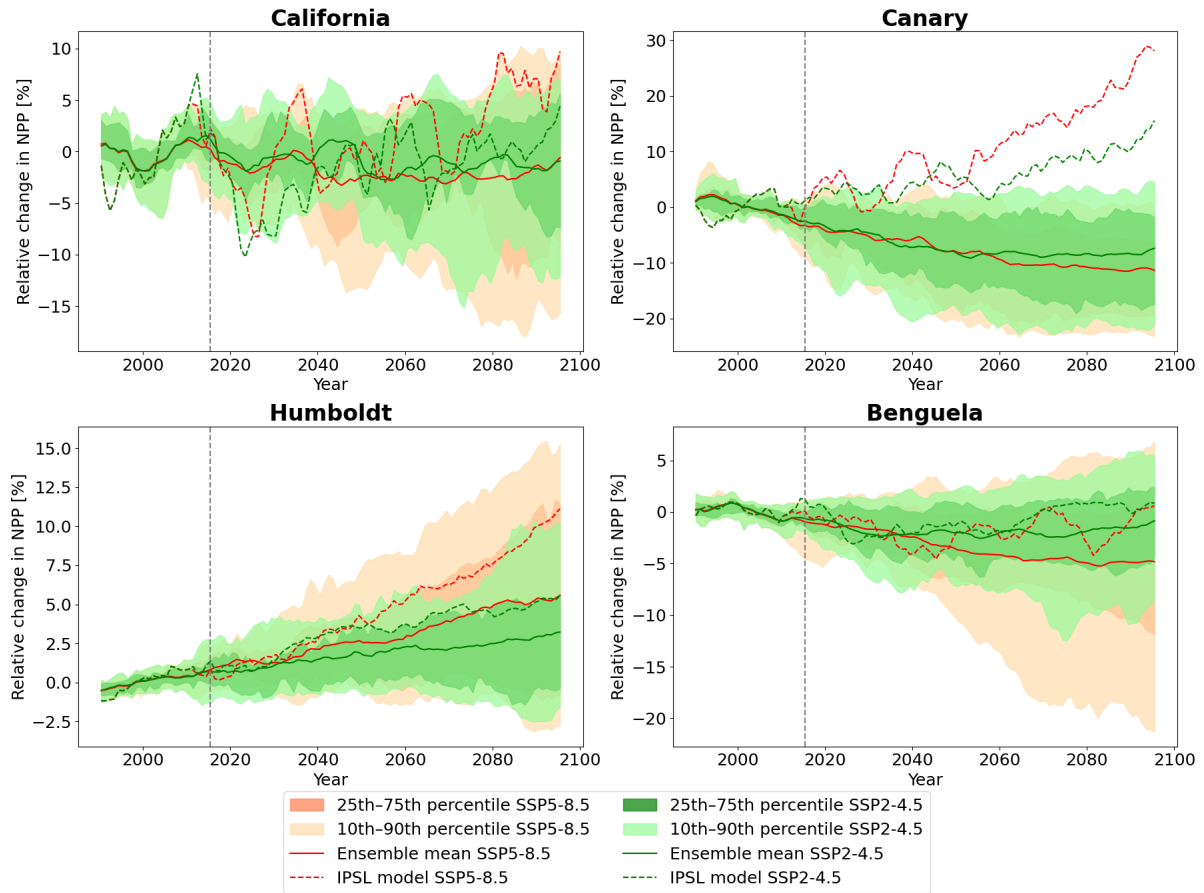 California
Relative change in NPP [%]
10
5
0
−5
−10
−15
2000 2020 2040 2060 2080 2100
Year
Canary
Relative change in NPP [%]
30
20
10
0
−10
−20
2000 2020 2040 2060 2080 2100
Year
Humboldt
Relative change in NPP [%]
15.0
12.5
10.0
7.5
5.0
2.5
0.0
−2.5
2000 2020 2040 2060 2080 2100
Year
Benguela
Relative change in NPP [%]
5
0
−5
−10
−15
−20
2000 2020 2040 2060 2080 2100
Year
25th–75th percentile SSP5-8.5
10th–90th percentile SSP5-8.5
Ensemble mean SSP5-8.5
IPSL model SSP5-8.5
25th–75th percentile SSP2-4.5
10th–90th percentile SSP2-4.5
Ensemble mean SSP2-4.5
IPSL model SSP2-4.5